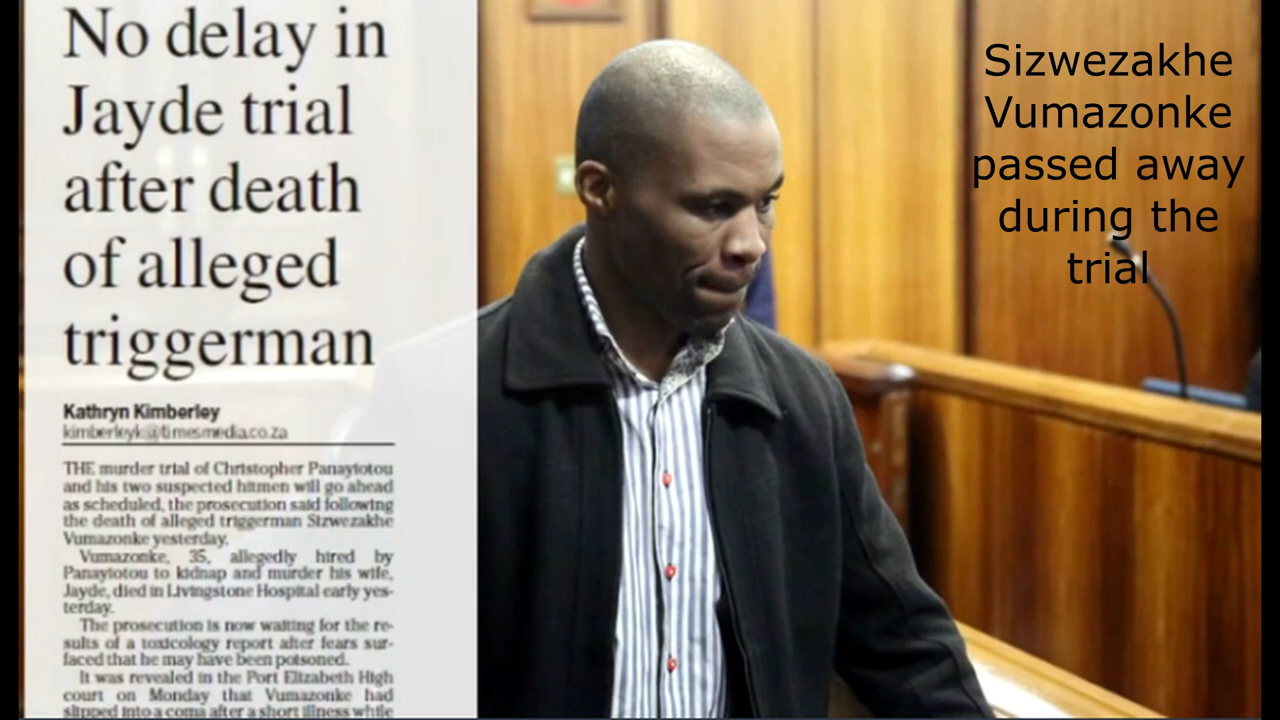 No delay in
Jayde trial
after death
of alleged
triggerman
Kathryn Kimberley
kimberleyk@timesmedia.co.za
THE murder trial of Christopher Panayiotou
and his two suspected hitmen will go ahead
as scheduled, the prosecution said following
the death of alleged triggerman Sizwezakhe
Vumazonke yesterday.
Vumazonke, 35, allegedly hired by
Panayiotou to kidnap and murder his wife,
Jayde, died in Livingstone Hospital early yes-
terday.
The prosecution is now waiting for the re-
sults of a toxicology report after fears sur-
faced that he may have been poisoned.
It was revealed in the Port Elizabeth High
court on Monday that Vumazonke had
slipped into a coma after a short illness while
Sizwezakhe
Vumazonke
passed away
during the
trial